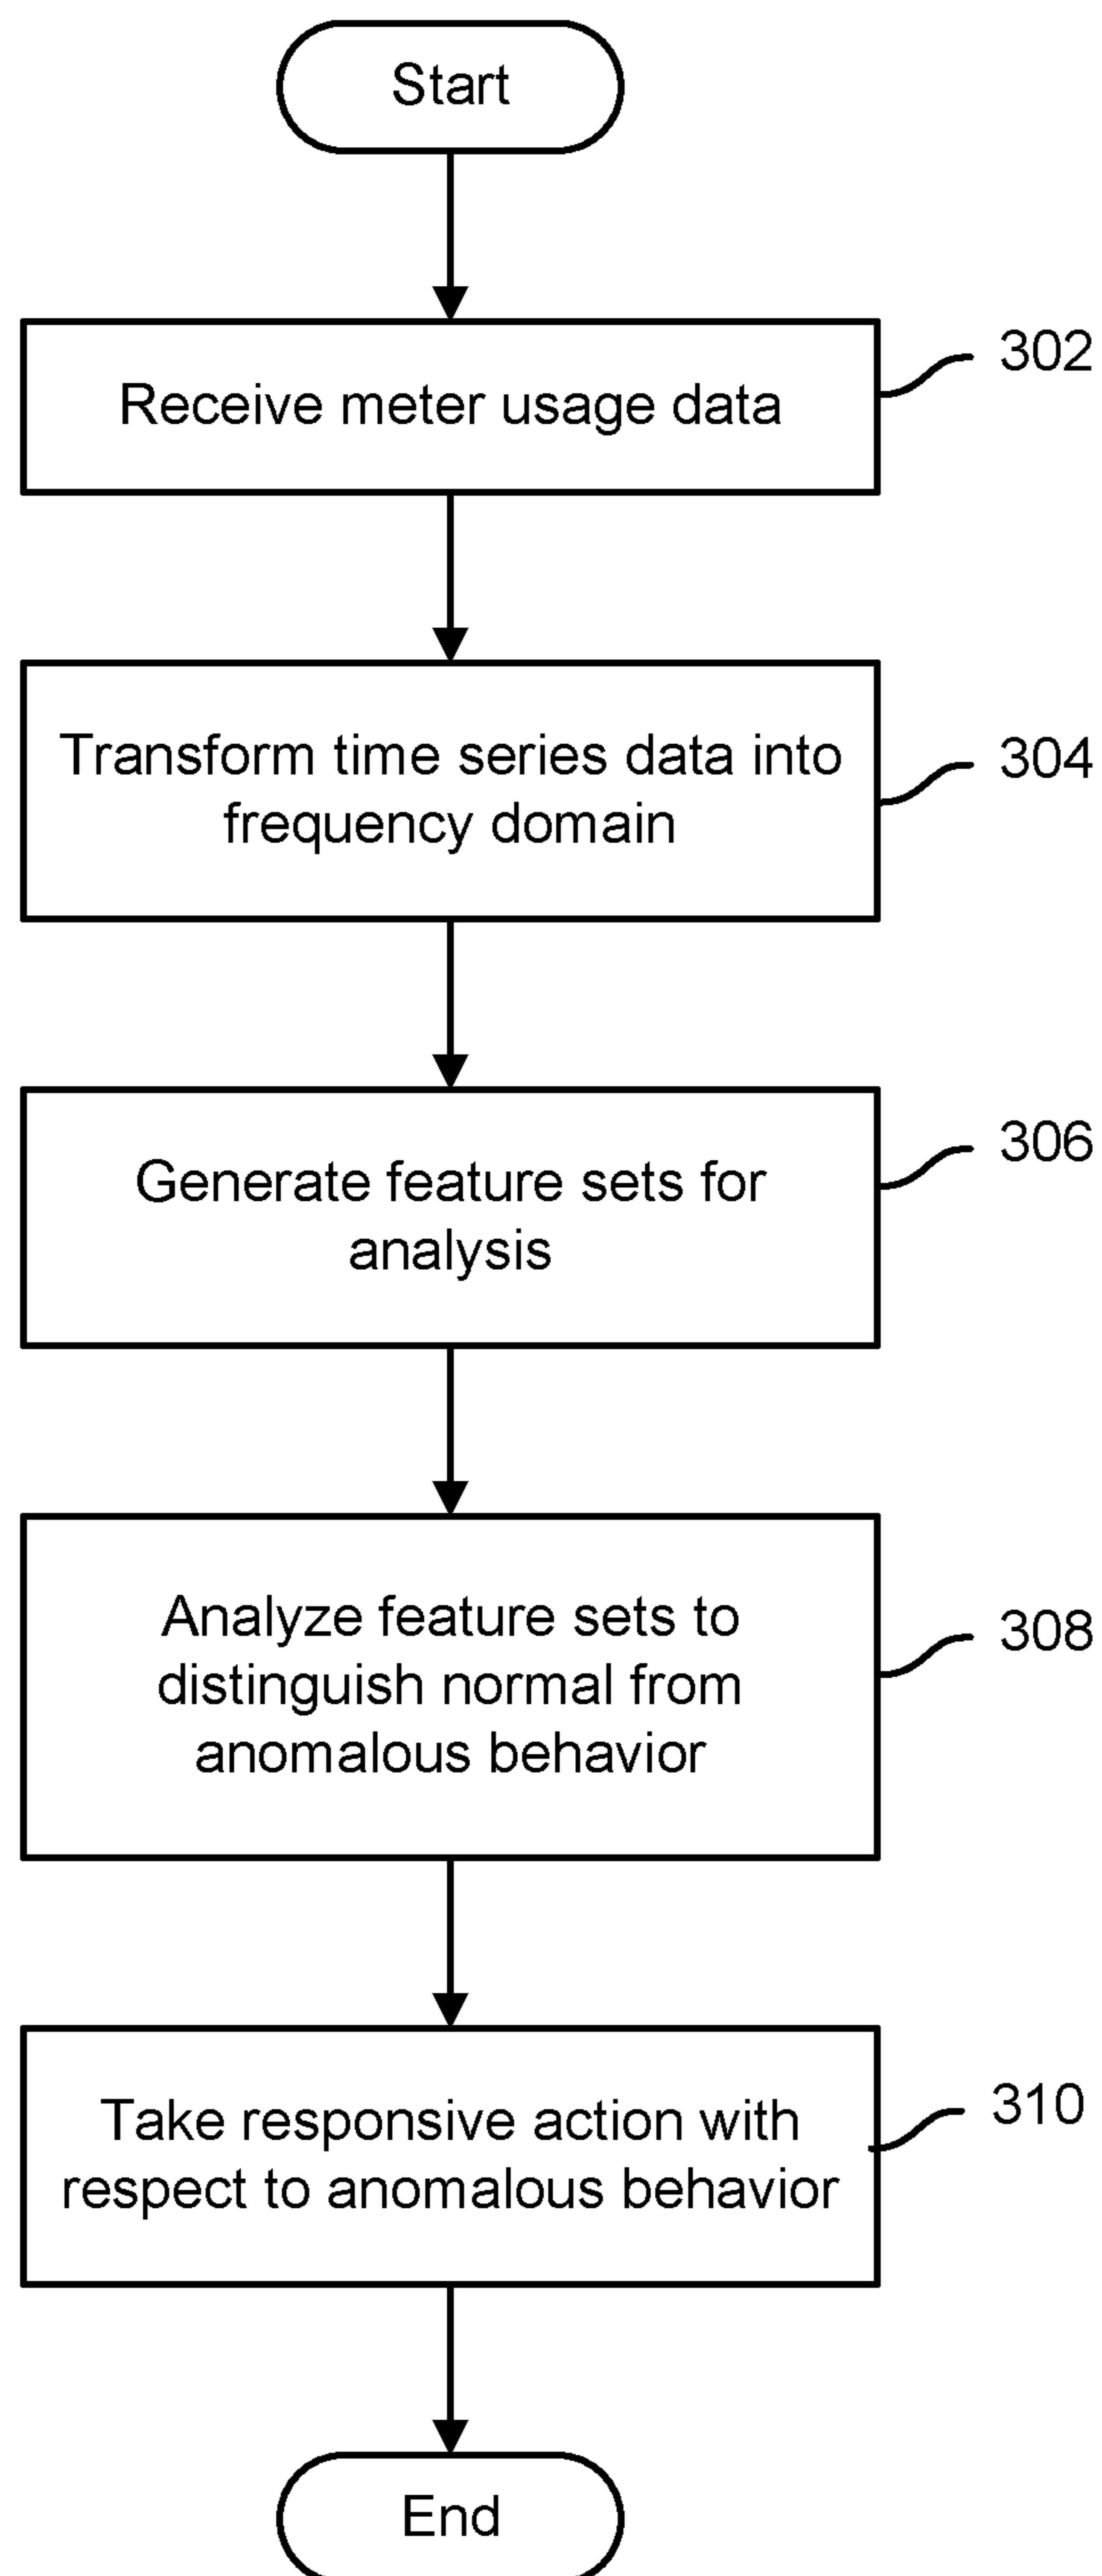 Start
Receive meter usage data
302
Transform time series data into
frequency domain
304
Generate feature sets for
analysis
306
Analyze feature sets to
distinguish normal from
anomalous behavior
308
Take responsive action with
respect to anomalous behavior
310
End